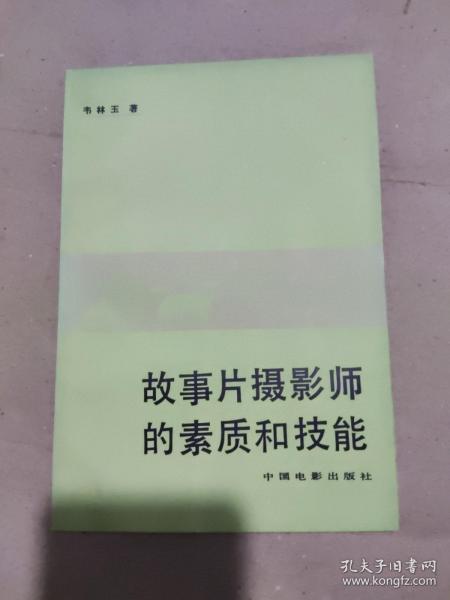 韦林玉 著
故事片摄影师
的素质和技能
中国电影出版社
孔夫子旧书网
www.kongfz.com